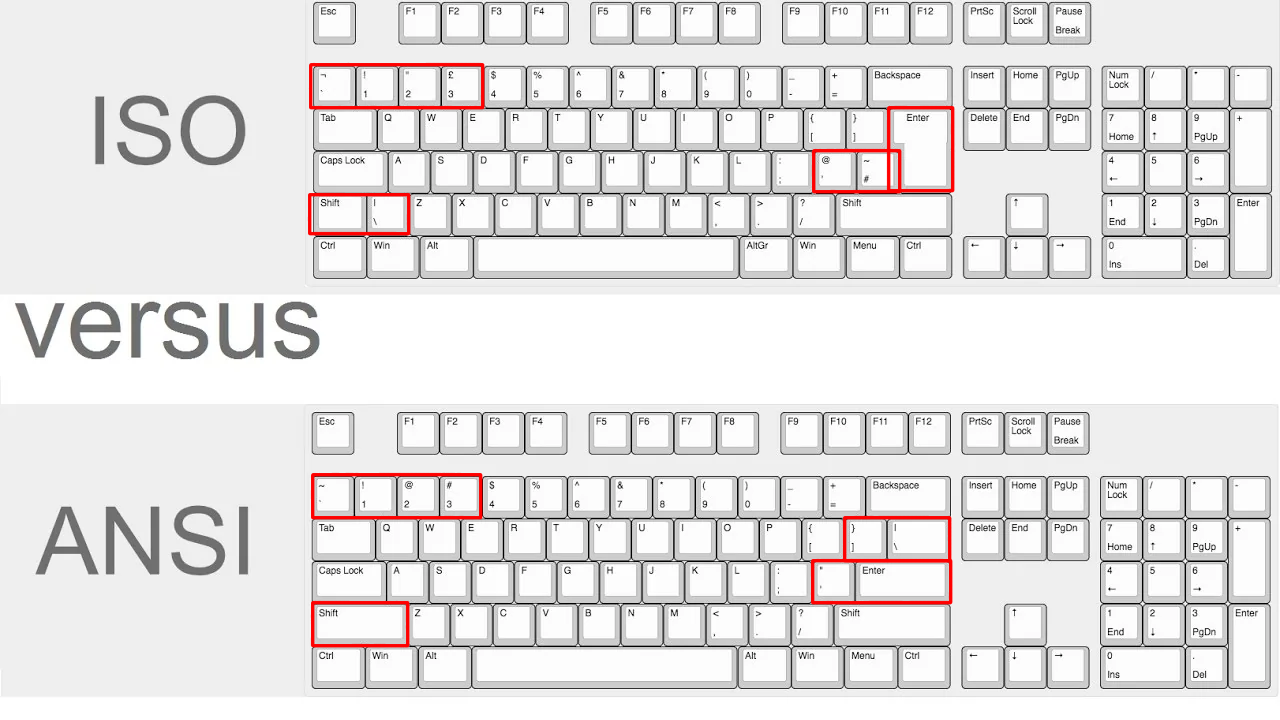 Esc F1 F2 F3 F4 F5 F6 F7 F8 F9 F10 F11 F12 PrtSc Scroll Lock Pause Break
¬ ! " £ $ % ^ & * ( ) _ + Backspace Insert Home PgUp Num Lock / * -
` 1 2 3 4 5 6 7 8 9 0 - =
ISO
Tab Q W E R T Y U I O P { [ } ] Enter Delete End PgDn 7 Home 8 ↑ 9 PgUp +
Caps Lock A S D F G H J K L : ; @ ' ~ # 4 ← 5 6 →
Shift | \ Z X C V B N M < , > . ? / Shift ↑ 1 End 2 ↓ 3 PgDn Enter
Ctrl Win Alt AltGr Win Menu Ctrl ← ↓ → 0 Ins . Del
versus
Esc F1 F2 F3 F4 F5 F6 F7 F8 F9 F10 F11 F12 PrtSc Scroll Lock Pause Break
~ ! @ # $ % ^ & * ( ) _ + Backspace Insert Home PgUp Num Lock / * -
` 1 2 3 4 5 6 7 8 9 0 - =
ANSI
Tab Q W E R T Y U I O P { [ } ] | \ Delete End PgDn 7 Home 8 ↑ 9 PgUp +
Caps Lock A S D F G H J K L : ; " ' Enter 4 ← 5 6 →
Shift Z X C V B N M < , > . ? / Shift ↑ 1 End 2 ↓ 3 PgDn Enter
Ctrl Win Alt Alt Win Menu Ctrl ← ↓ → 0 Ins . Del